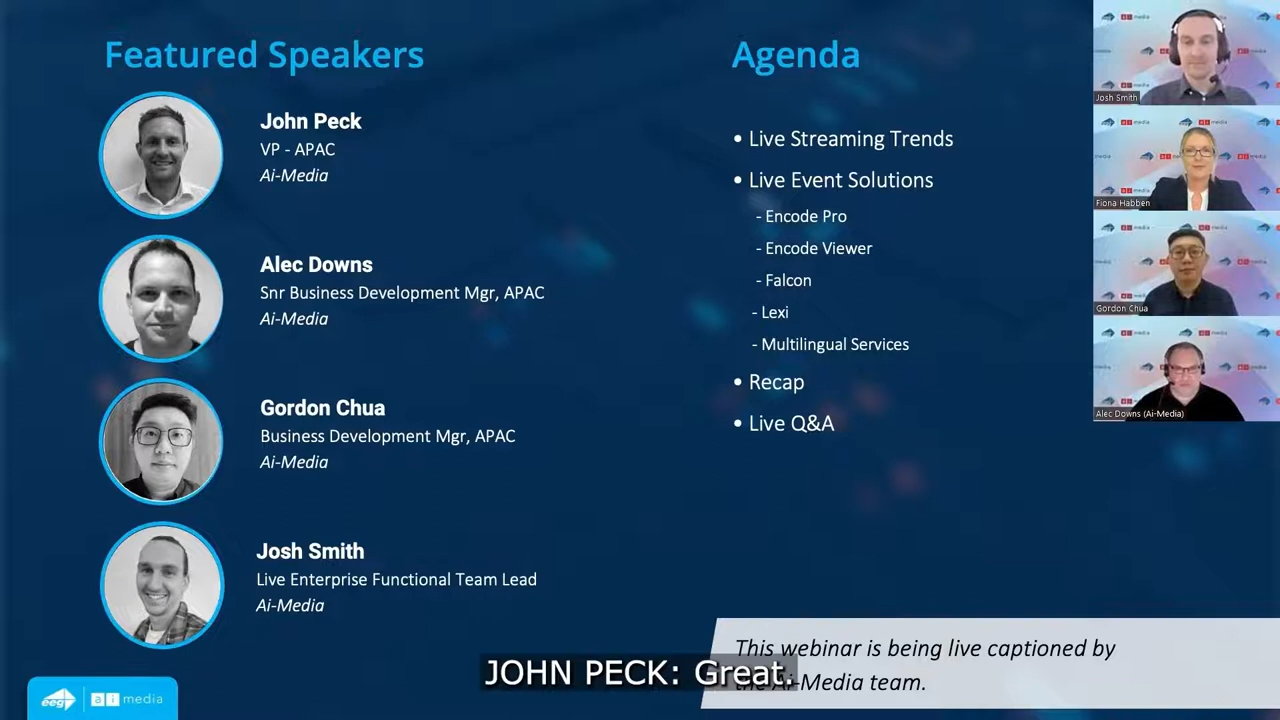 Featured Speakers
John Peck
VP - APAC
Ai-Media
Alec Downs
Snr Business Development Mgr, APAC
Ai-Media
Gordon Chua
Business Development Mgr, APAC
Ai-Media
Josh Smith
Live Enterprise Functional Team Lead
Ai-Media
Agenda
• Live Streaming Trends
• Live Event Solutions
- Encode Pro
- Encode Viewer
- Falcon
- Lexi
- Multilingual Services
• Recap
• Live Q&A
Josh Smith
Fiona Habben
Gordon Chua
Alec Downs (Ai-Media)
This webinar is being live captioned by
the Ai-Media team.
JOHN PECK: Great.
eeg ai media